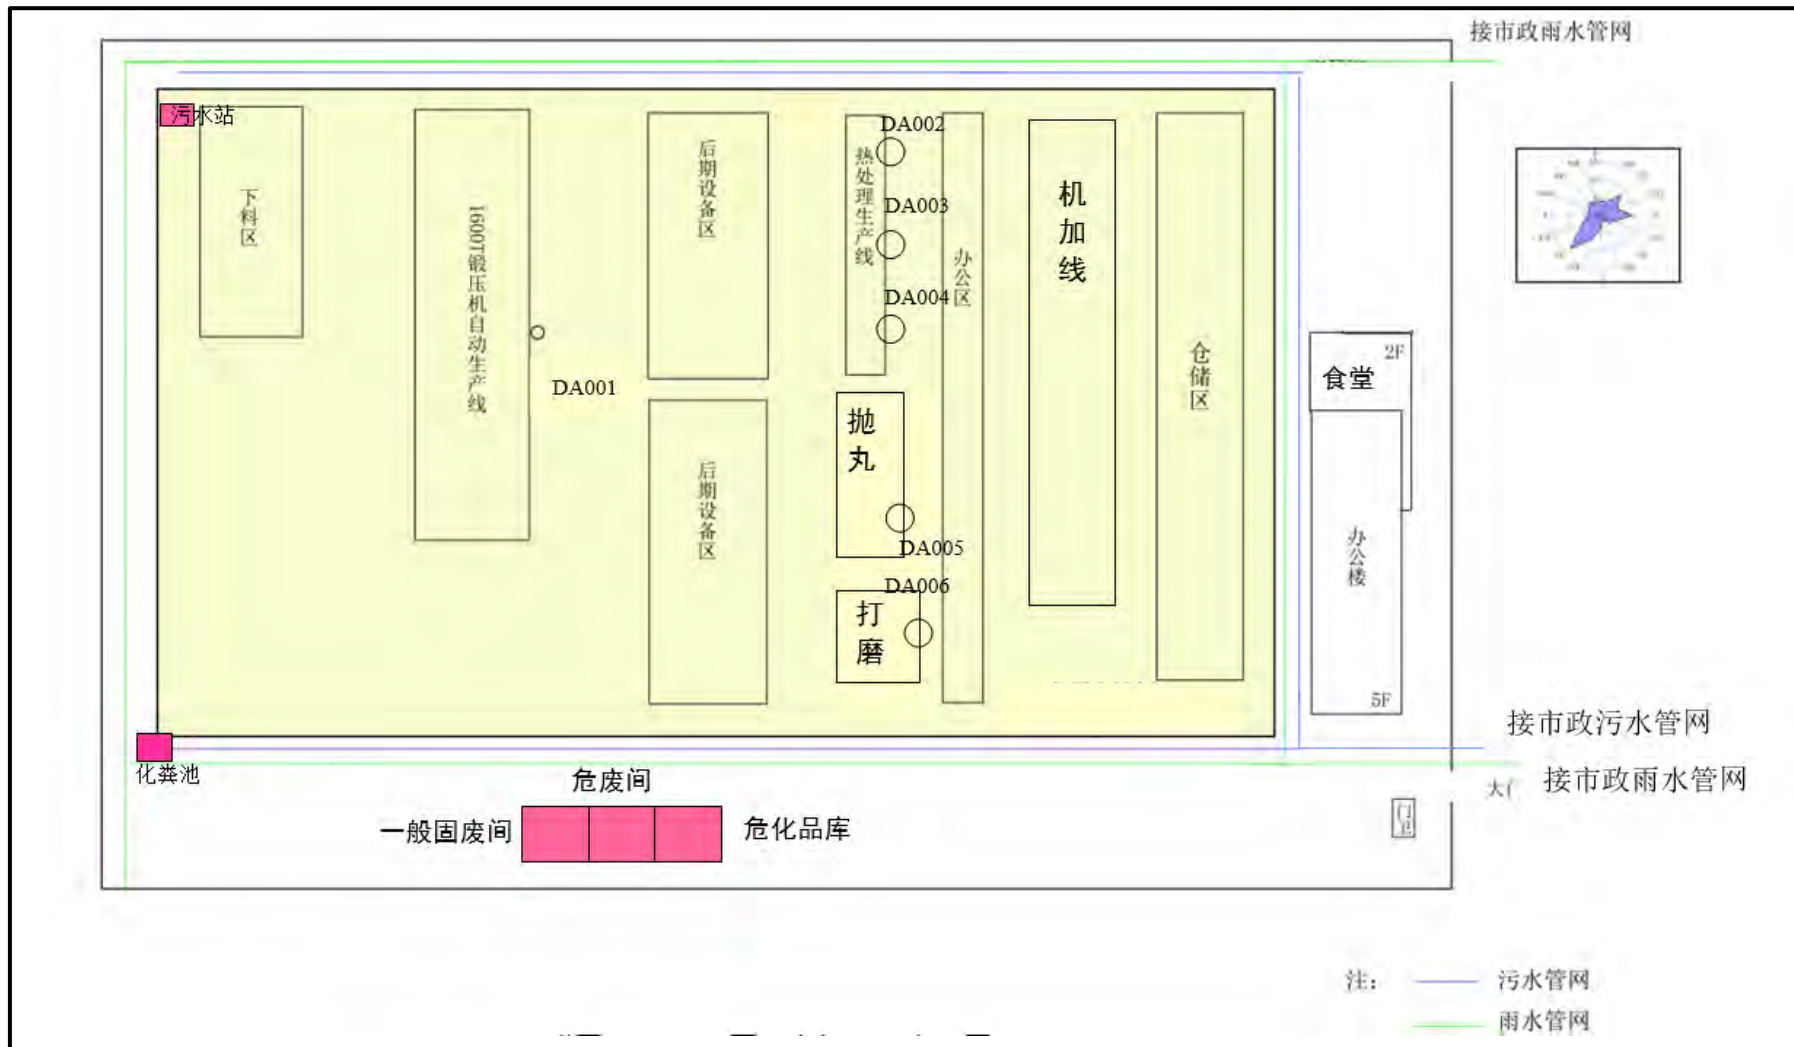 接市政雨水管网
污水站
下料区
1600T锻压机自动生产线
后期设备区
热处理生产线
DA002
DA003
DA004
办公区
机加线
仓储区
2F
食堂
DA001
抛丸
后期设备区
DA005
DA006
打磨
办公楼
5F
接市政污水管网
化粪池
危废间
大门
接市政雨水管网
一般固废间
危化品库
门卫
注：
污水管网
雨水管网